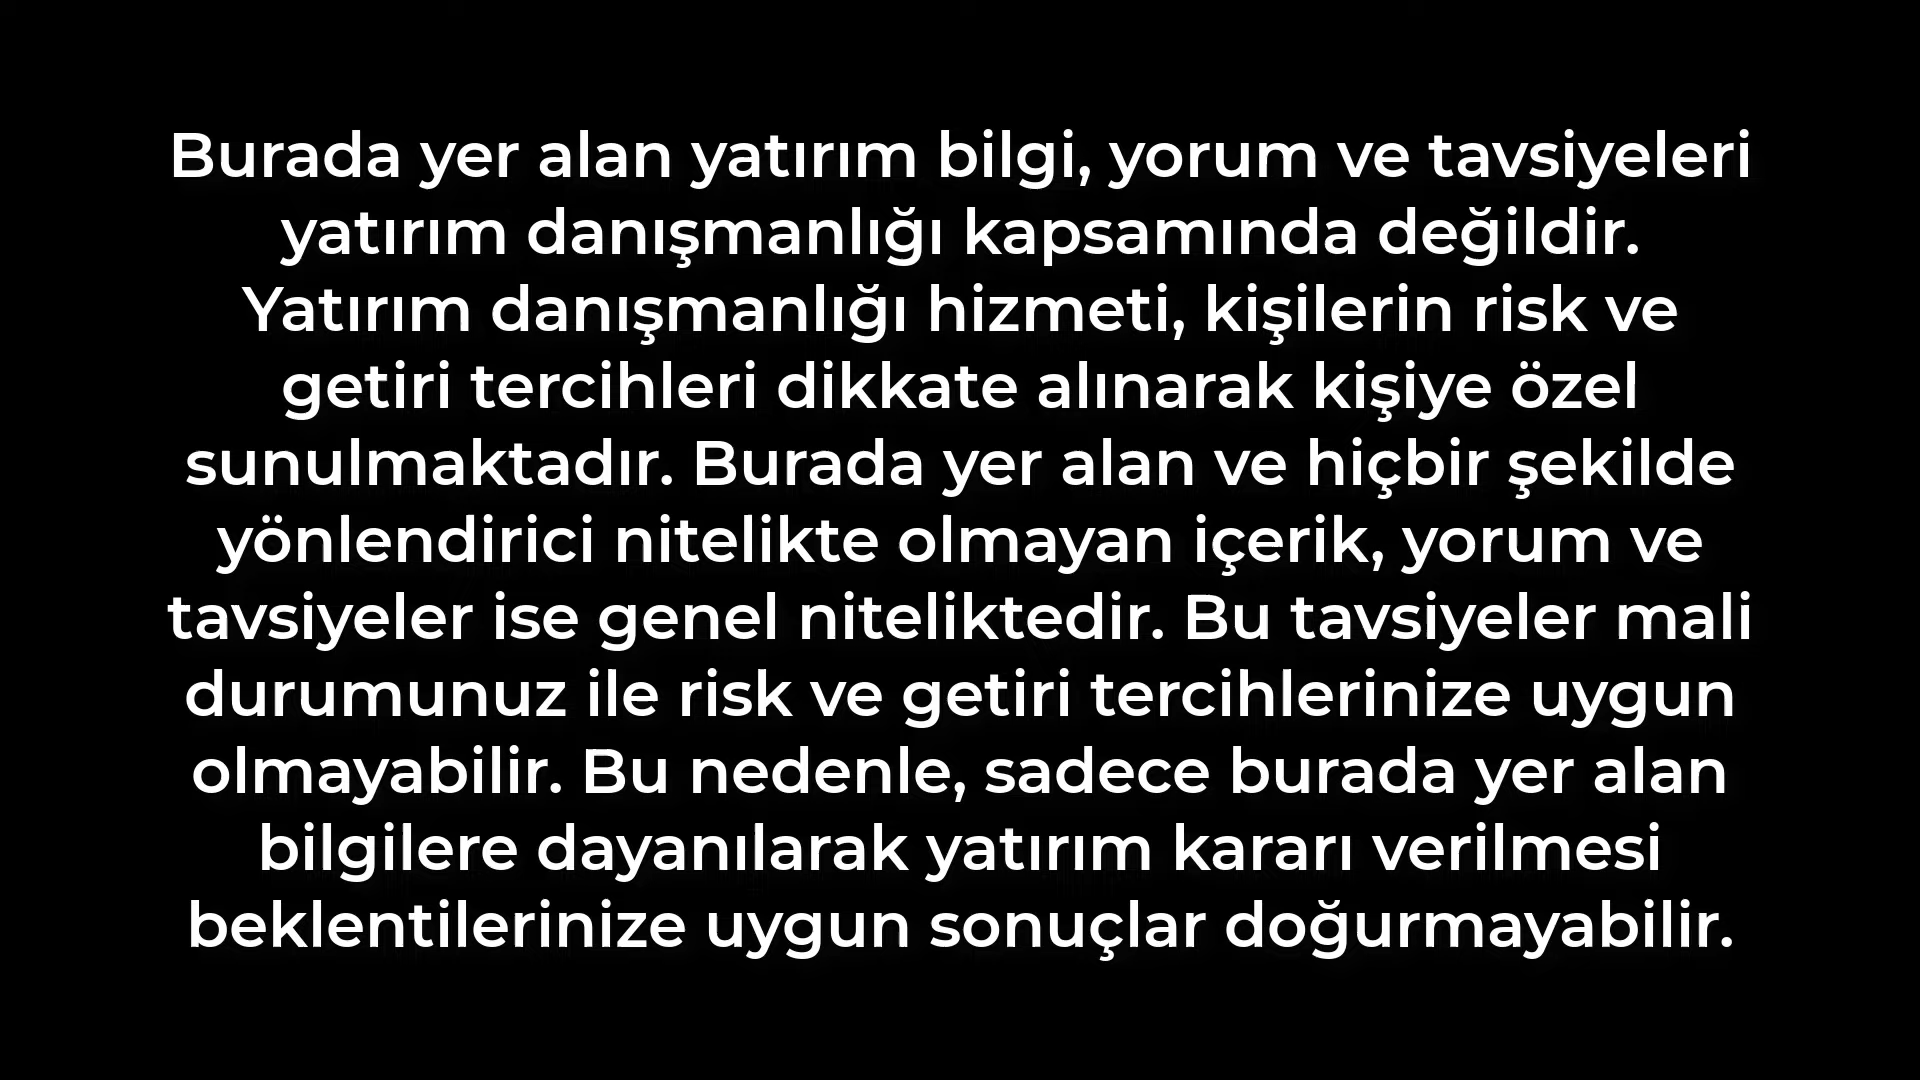 Burada yer alan yatırım bilgi, yorum ve tavsiyeleri
yatırım danışmanlığı kapsamında değildir.
Yatırım danışmanlığı hizmeti, kişilerin risk ve
getiri tercihleri dikkate alınarak kişiye özel
sunulmaktadır. Burada yer alan ve hiçbir şekilde
yönlendirici nitelikte olmayan içerik, yorum ve
tavsiyeler ise genel niteliktedir. Bu tavsiyeler mali
durumunuz ile risk ve getiri tercihlerinize uygun
olmayabilir. Bu nedenle, sadece burada yer alan
bilgilere dayanılarak yatırım kararı verilmesi
beklentilerinize uygun sonuçlar doğurmayabilir.